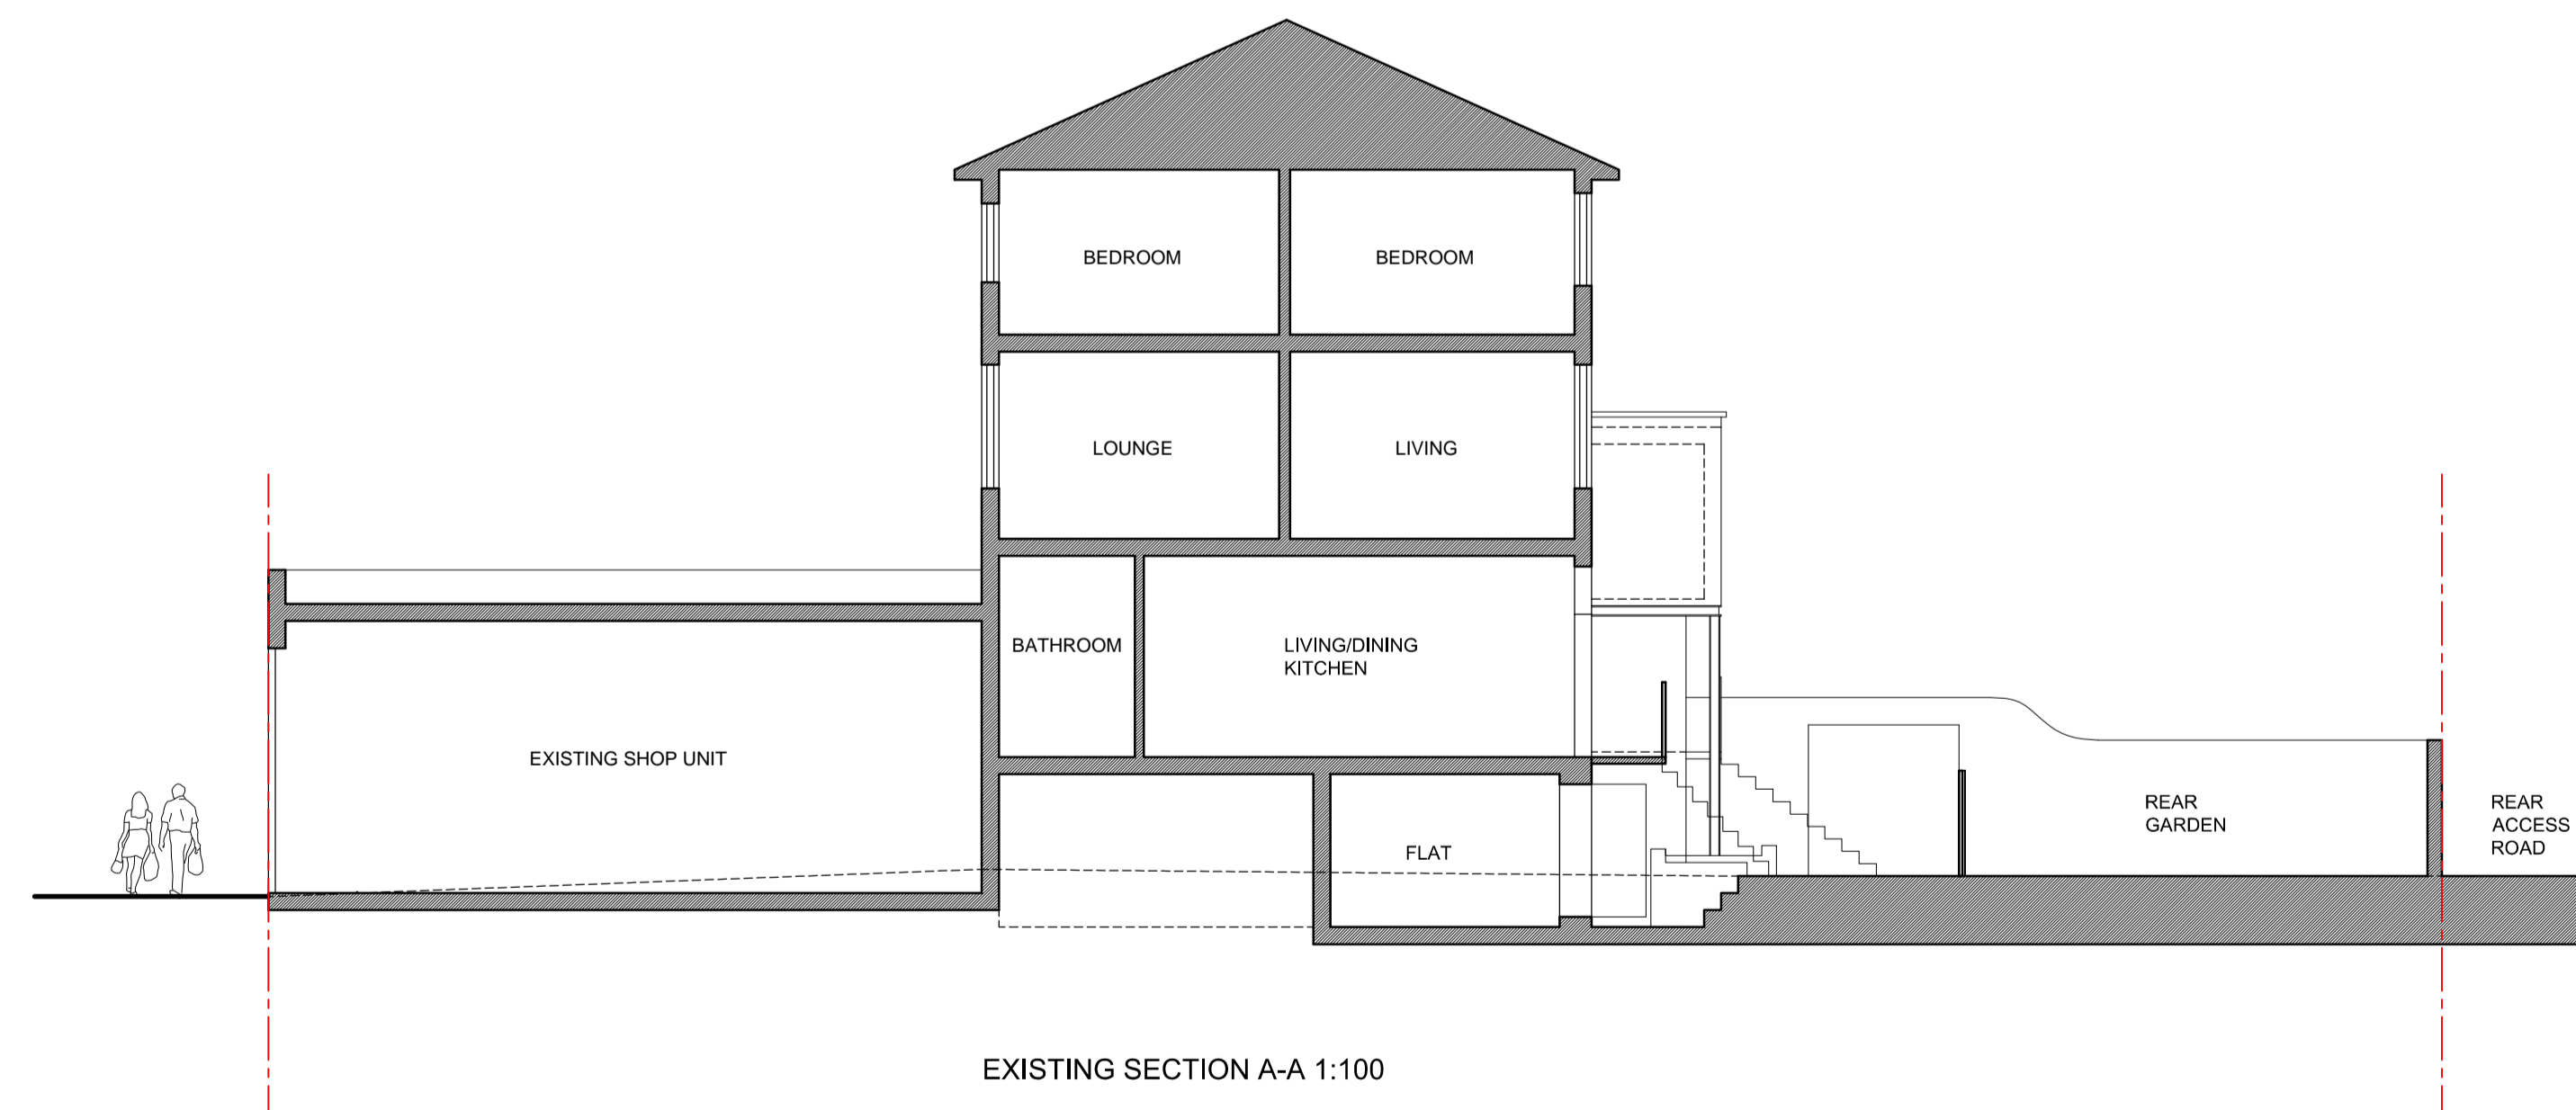 BEDROOM
BEDROOM
LOUNGE
LIVING
BATHROOM
LIVING/DINING
KITCHEN
EXISTING SHOP UNIT
FLAT
REAR
GARDEN
REAR
ACCESS
ROAD
EXISTING SECTION A-A 1:100